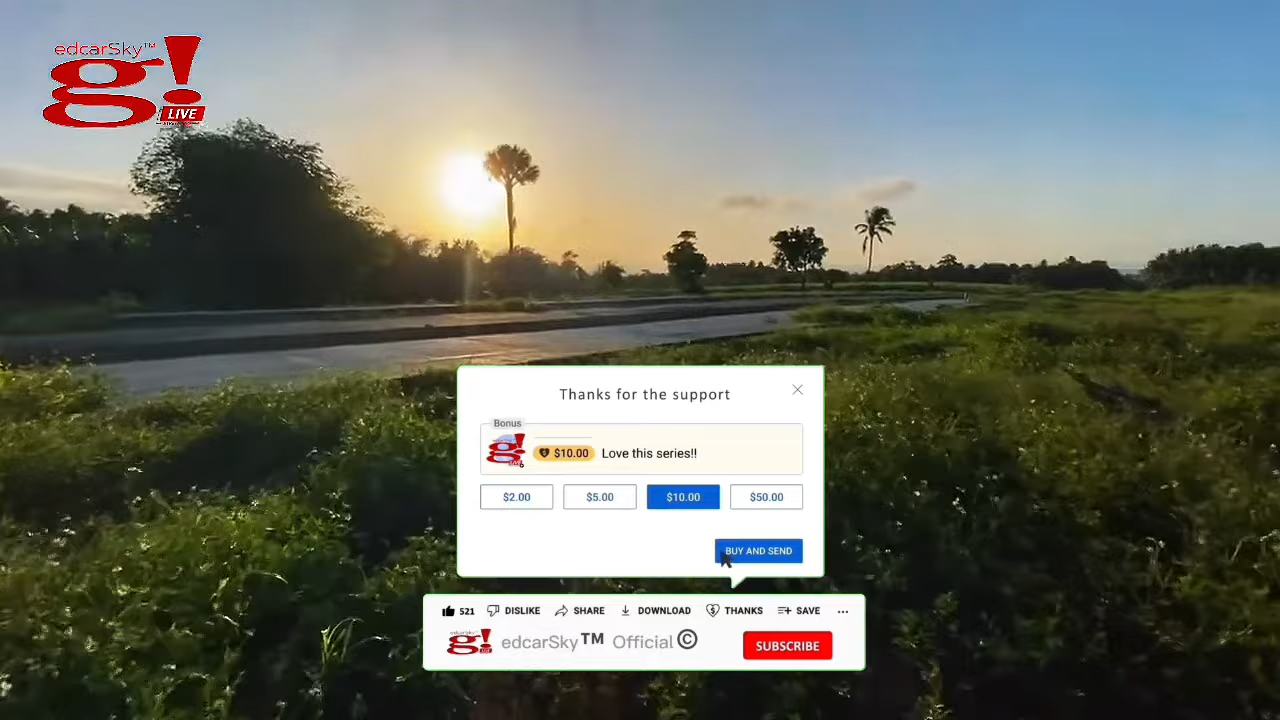 edcarSky™
g!
LIVE
Thanks for the support
Bonus
$10.00 Love this series!!
$2.00 $5.00 $10.00 $50.00
BUY AND SEND
521 DISLIKE SHARE DOWNLOAD THANKS SAVE ...
g! LIVE edcarSky™ Official ©
SUBSCRIBE